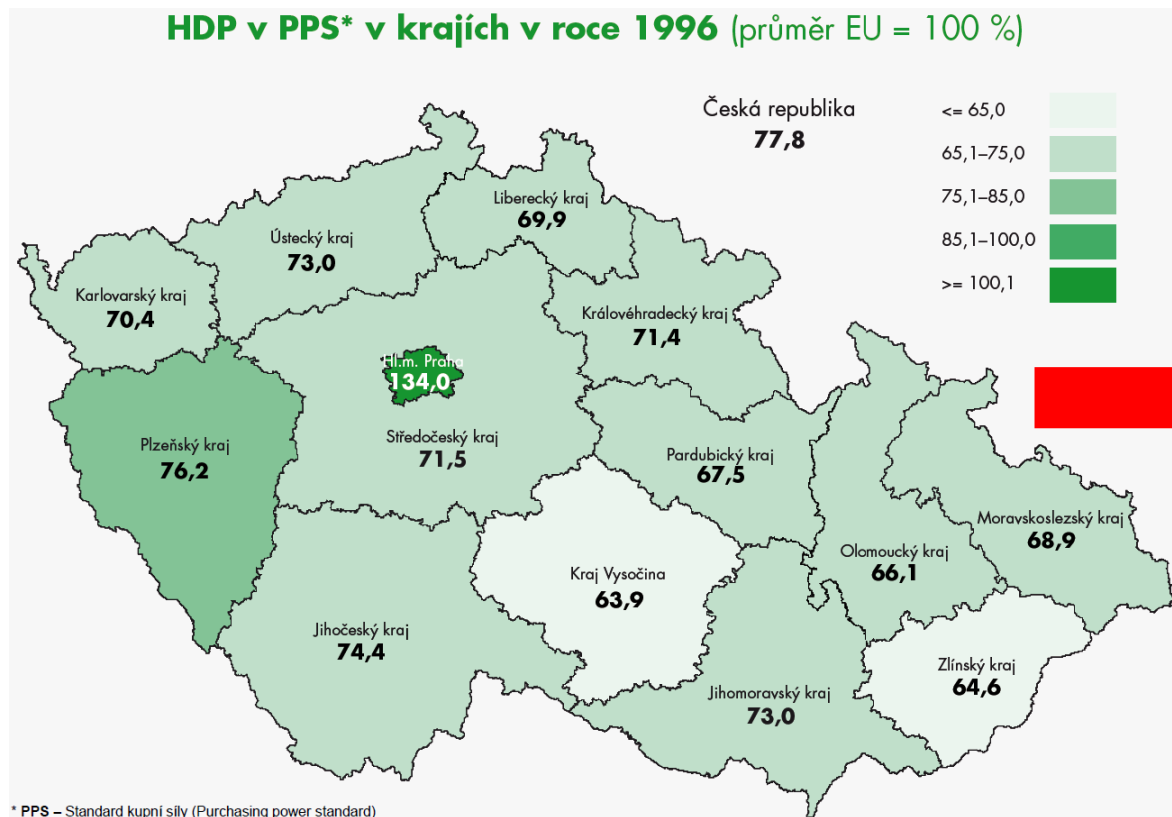 HDP v PPS* v krajích v roce 1996 (průměr EU = 100 %)
Česká republika
77,8
<= 65,0
65,1–75,0
75,1–85,0
85,1–100,0
>= 100,1
Liberecký kraj
69,9
Ústecký kraj
73,0
Karlovarský kraj
70,4
Královéhradecký kraj
71,4
Hl.m. Praha
134,0
Plzeňský kraj
76,2
Středočeský kraj
71,5
Pardubický kraj
67,5
Moravskoslezský kraj
68,9
Olomoucký kraj
66,1
Kraj Vysočina
63,9
Jihočeský kraj
74,4
Zlínský kraj
64,6
Jihomoravský kraj
73,0
* PPS – Standard kupní síly (Purchasing power standard)